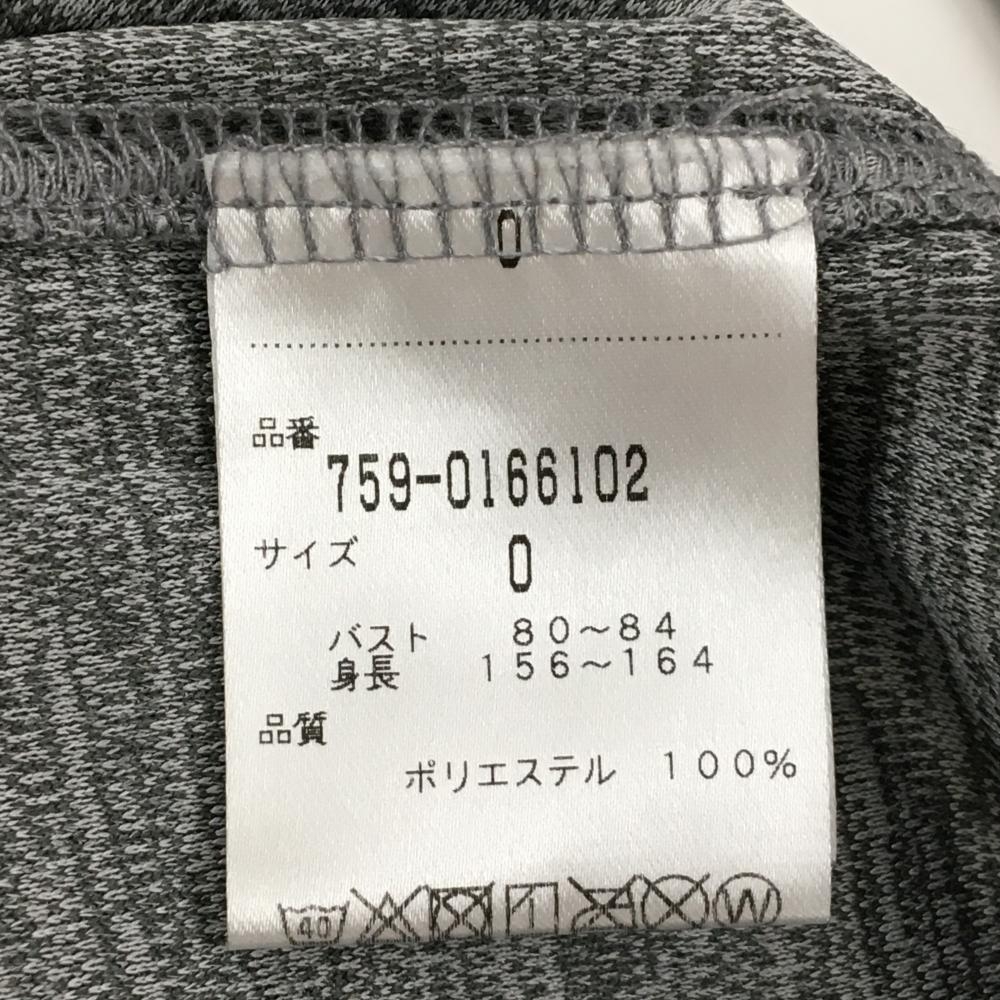 0
品番
759-0166102
サイズ 0
バスト 80～84
身長 156～164
品質
ポリエステル 100%
40 W